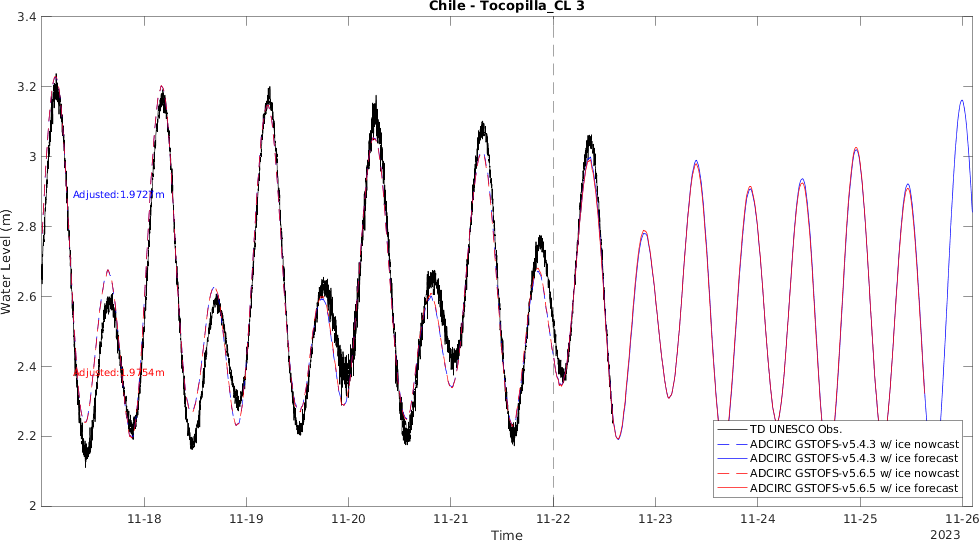 Chile - Tocopilla_CL 3
3.4
3.2
3
2.8
2.6
2.4
2.2
2
Water Level (m)
Adjusted:1.9754m
11-18
11-19
11-20
11-21
11-22
11-23
11-24
11-25
11-26
2023
Time
TD UNESCO Obs.
ADCIRC GSTOFS-v5.4.3 w/ ice nowcast
ADCIRC GSTOFS-v5.4.3 w/ ice forecast
ADCIRC GSTOFS-v5.6.5 w/ ice nowcast
ADCIRC GSTOFS-v5.6.5 w/ ice forecast